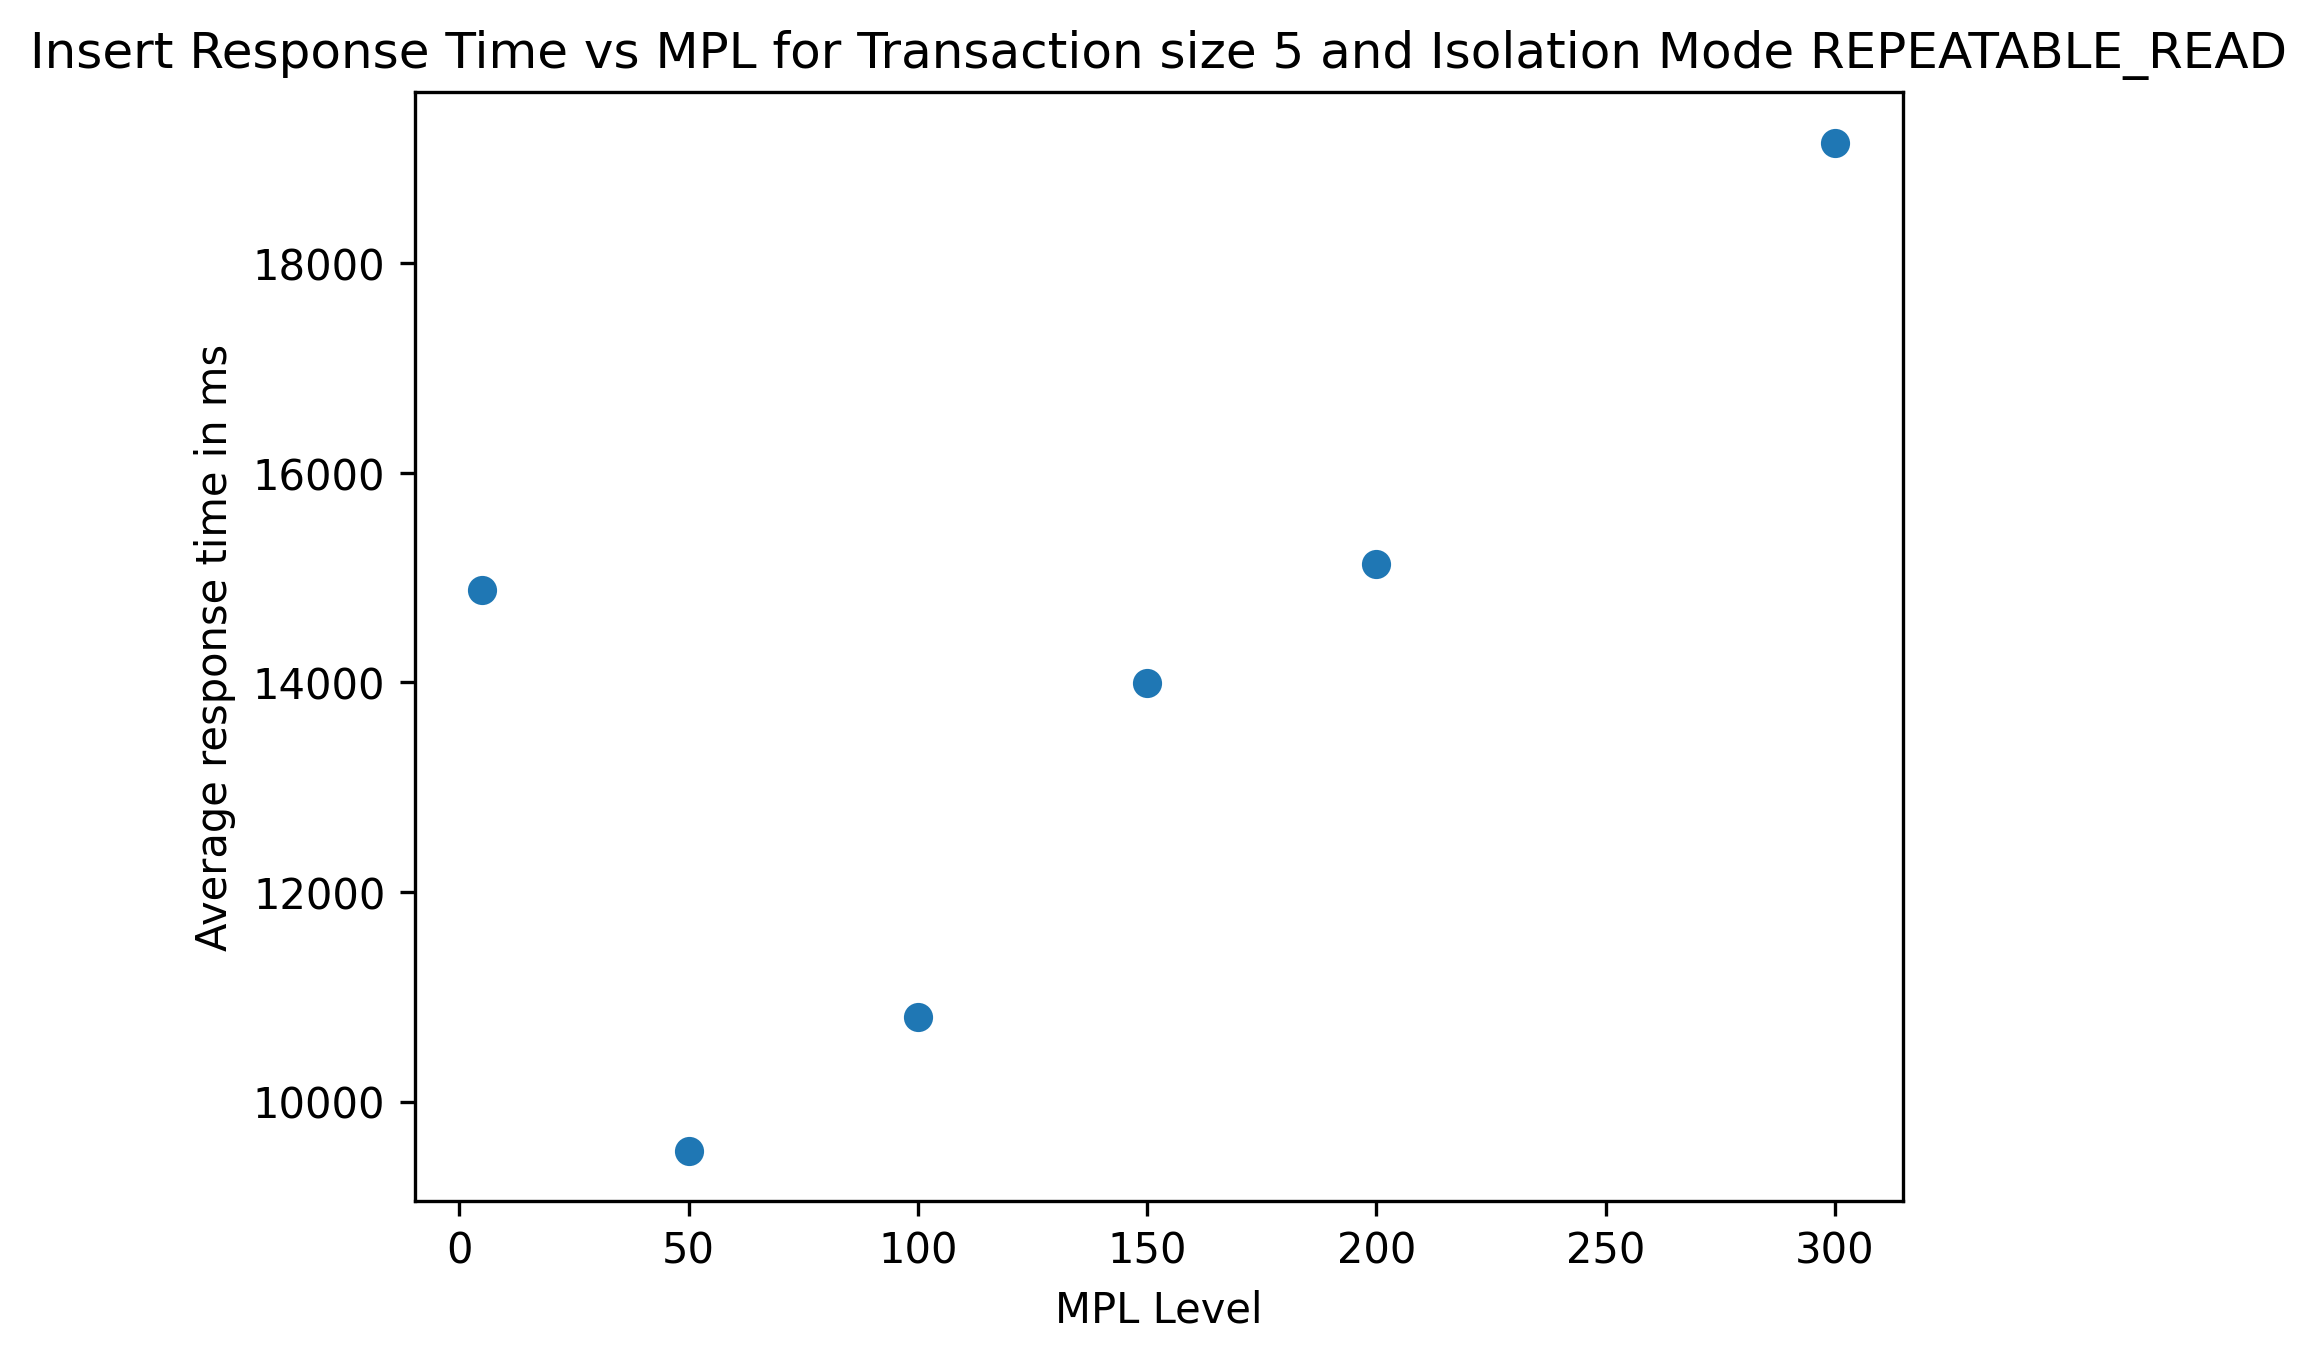 Insert Response Time vs MPL for Transaction size 5 and Isolation Mode REPEATABLE_READ
Average response time in ms
18000
16000
14000
12000
10000
0 50 100 150 200 250 300
MPL Level